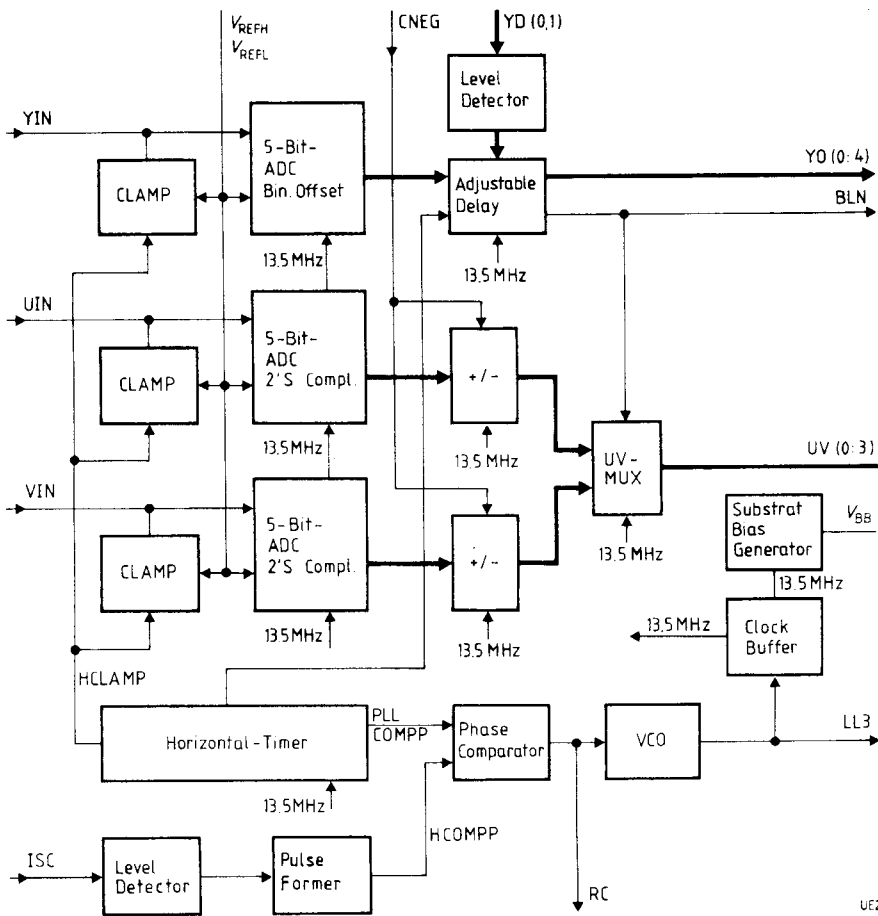 V_REFH
V_REFL
CNEG
YD (0,1)
Level
Detector
YIN
5-Bit-
ADC
Bin. Offset
CLAMP
Adjustable
Delay
YO (0:4)
BLN
13.5 MHz
13.5 MHz
UIN
5-Bit-
ADC
2'S Compl.
CLAMP
+/-
13.5 MHz
13.5 MHz
UV-
MUX
UV (0:3)
VIN
5-Bit-
ADC
2'S Compl.
CLAMP
+/-
13.5 MHz
Substrat
Bias
Generator
V_BB
13.5 MHz
135 MHz
13.5 MHz
13,5 MHz
Clock
Buffer
HCLAMP
Horizontal-Timer
PLL
COMPP
Phase
Comparator
VCO
LL3
13.5 MHz
HCOMPP
ISC
Level
Detector
Pulse
Former
RC